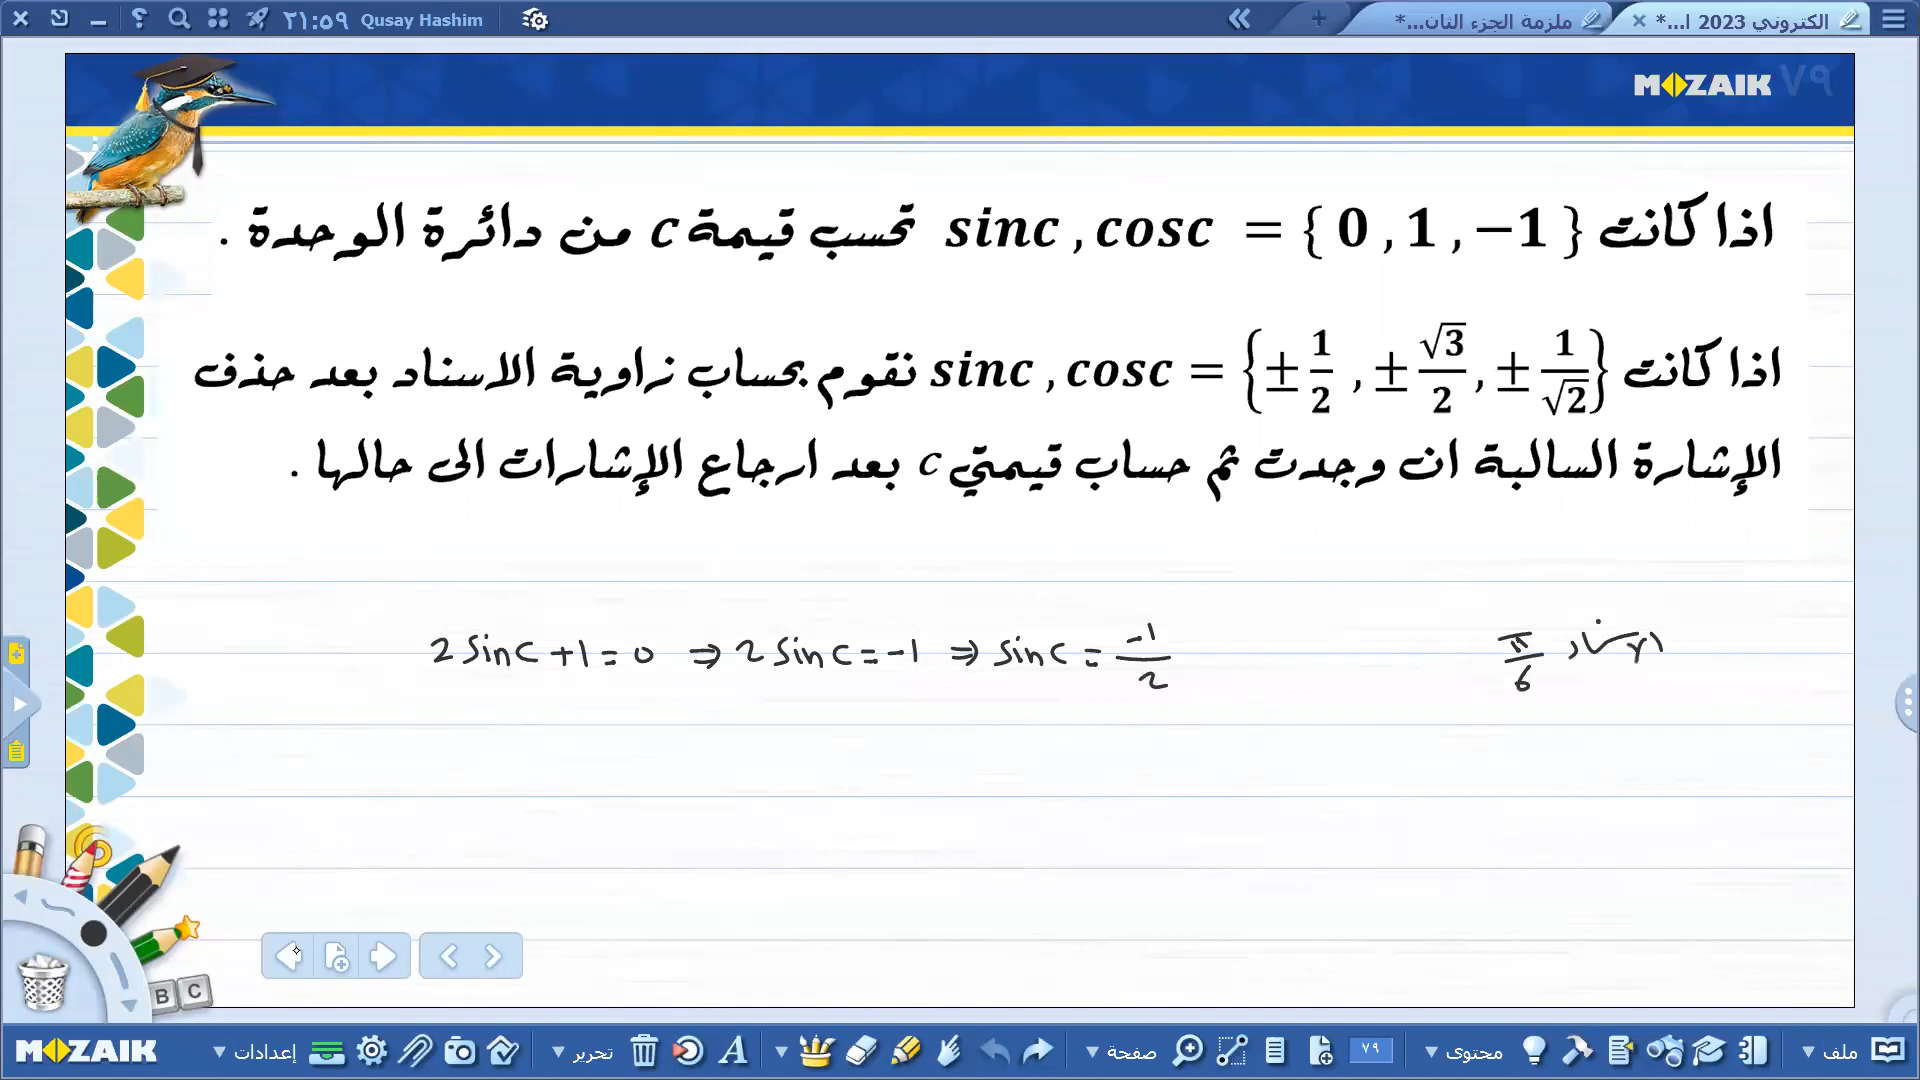 ٢١:٥٩ Qusay Hashim
ملزمة الجزء الثان...*
الكتروني 2023 ا...*
MOZAIK ٧٩
اذا كانت sinc , cosc = { 0 , 1 , −1 } تحسب قيمة c من دائرة الوحدة .
اذا كانت sinc , cosc = {± 1/2 , ± √3/2 , ± 1/√2} نقوم بحساب زاوية الاسناد بعد حذف
الإشارة السالبة ان وجدت ثم حساب قيمتي c بعد ارجاع الإشارات الى حالها .
2 sinc + 1 = 0 ⇒ 2 sinc = -1 ⇒ sinc = -1/2
الاسناد π/6
B C
MOZAIK
إعدادات
تحرير
صفحة
٧٩
محتوى
ملف